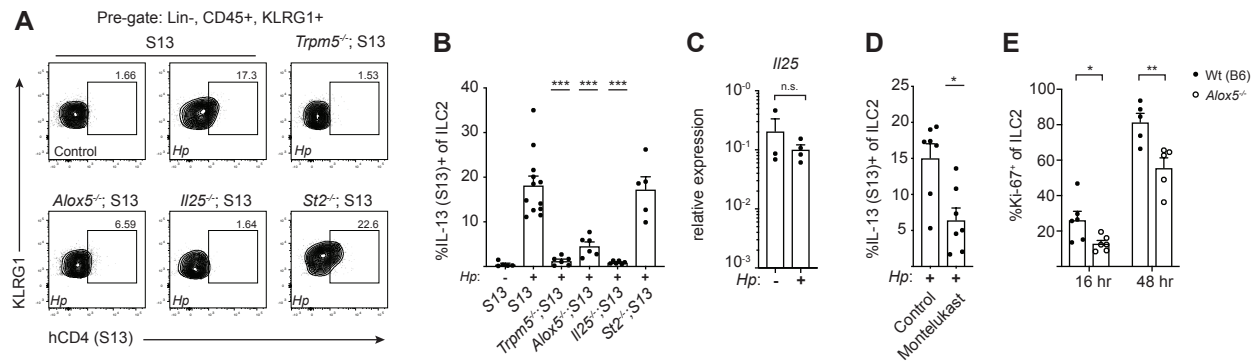 A
Pre-gate: Lin-, CD45+, KLRG1+
S13
Trpm5-/-; S13
1.66
17.3
1.53
Control
Hp
Hp
Alox5-/-; S13
Il25-/-; S13
St2-/-; S13
6.59
1.64
22.6
Hp
Hp
Hp
KLRG1
hCD4 (S13)
B
%IL-13 (S13)+ of ILC2
40
30
20
10
0
*** *** ***
Hp: - + + + + +
S13
S13
Trpm5-/-;S13
Alox5-/-;S13
Il25-/-;S13
St2-/-;S13
C
Il25
relative expression
n.s.
10⁰
10⁻¹
10⁻²
10⁻³
Hp: - +
D
%IL-13 (S13)+ of ILC2
25
20
15
10
5
*
Hp: + +
Control
Montelukast
E
%Ki-67⁺ of ILC2
100
80
60
40
20
0
* **
16 hr 48 hr
Wt (B6)
Alox5-/-